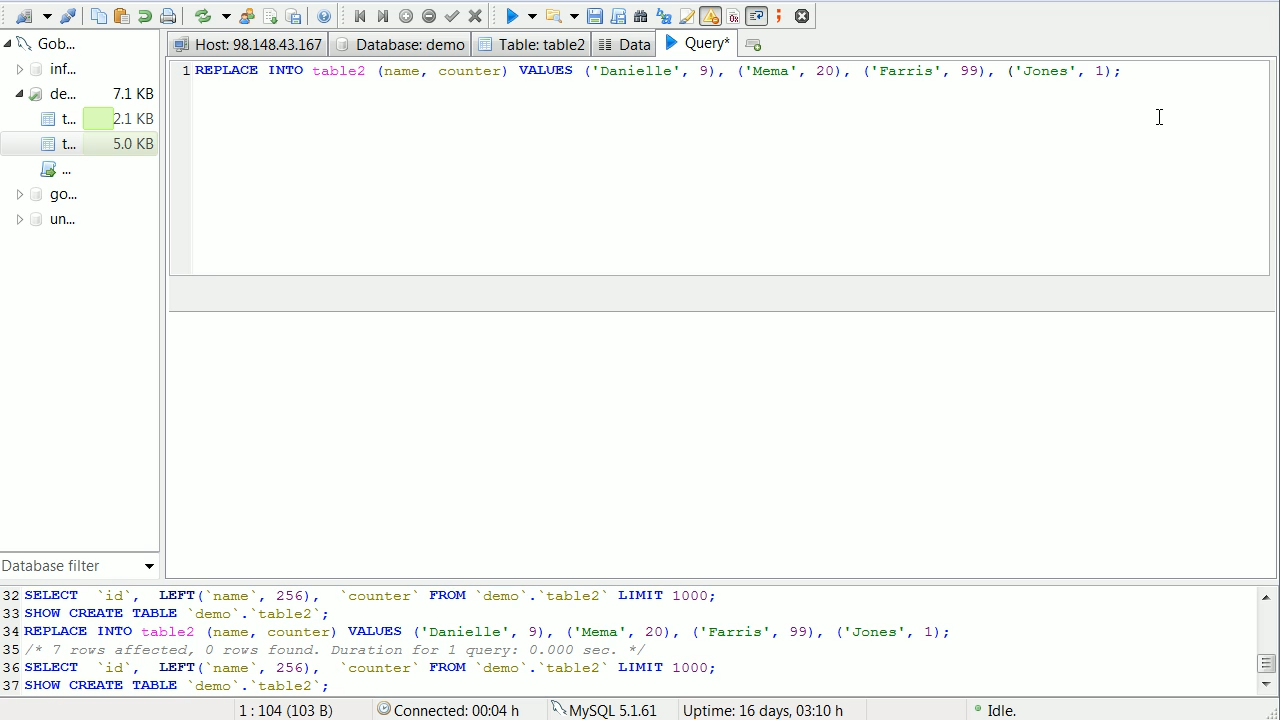 Host: 98.148.43.167 Database: demo Table: table2 Data Query*
Gob...
inf...
de... 7.1 KB
t... 2.1 KB
t... 5.0 KB
...
go...
un...
1 REPLACE INTO table2 (name, counter) VALUES ('Danielle', 9), ('Mema', 20), ('Farris', 99), ('Jones', 1);
Database filter
32 SELECT `id`, LEFT(`name`, 256), `counter` FROM `demo`.`table2` LIMIT 1000;
33 SHOW CREATE TABLE `demo`.`table2`;
34 REPLACE INTO table2 (name, counter) VALUES ('Danielle', 9), ('Mema', 20), ('Farris', 99), ('Jones', 1);
35 /* 7 rows affected, 0 rows found. Duration for 1 query: 0.000 sec. */
36 SELECT `id`, LEFT(`name`, 256), `counter` FROM `demo`.`table2` LIMIT 1000;
37 SHOW CREATE TABLE `demo`.`table2`;
1 : 104 (103 B) Connected: 00:04 h MySQL 5.1.61 Uptime: 16 days, 03:10 h Idle.